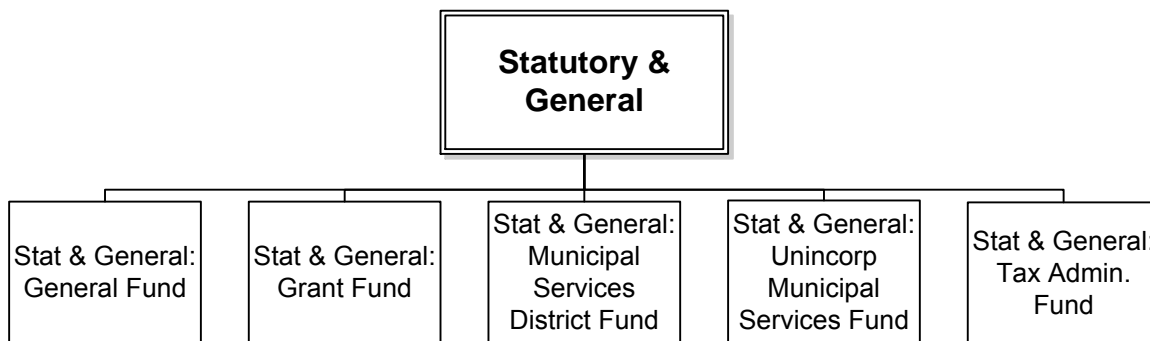 Statutory &
General
Stat & General:
General Fund
Stat & General:
Grant Fund
Stat & General:
Municipal
Services
District Fund
Stat & General:
Unincorp
Municipal
Services Fund
Stat & General:
Tax Admin.
Fund